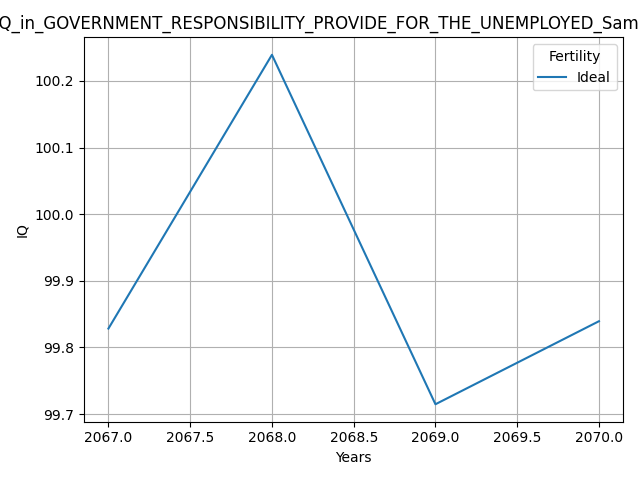 Q_in_GOVERNMENT_RESPONSIBILITY_PROVIDE_FOR_THE_UNEMPLOYED_Sam
Fertility
Ideal
100.2
100.1
100.0
99.9
99.8
99.7
IQ
2067.0 2067.5 2068.0 2068.5 2069.0 2069.5 2070.0
Years